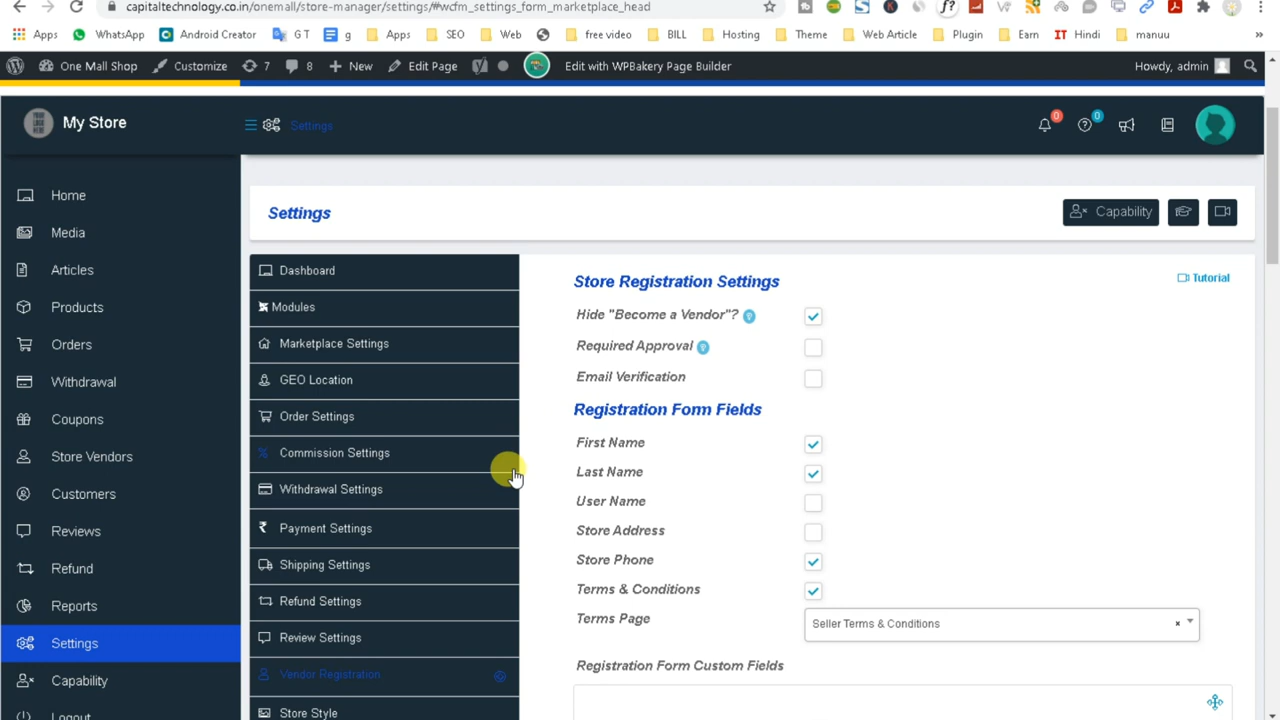 capitaltechnology.co.in/onemall/store-manager/settings/#wcfm_settings_form_marketplace_head
Apps WhatsApp Android Creator G T g Apps SEO Web free video BILL Hosting Theme Web Article Plugin Earn IT Hindi manuu »
One Mall Shop Customize 7 8 New Edit Page Edit with WPBakery Page Builder Howdy, admin
My Store Settings 0 0
Settings Capability
Home
Media
Articles
Products
Orders
Withdrawal
Coupons
Store Vendors
Customers
Reviews
Refund
Reports
Settings
Capability
Logout
Dashboard
Modules
Marketplace Settings
GEO Location
Order Settings
Commission Settings
Withdrawal Settings
₹ Payment Settings
Shipping Settings
Refund Settings
Review Settings
Vendor Registration
Store Style
Store Registration Settings Tutorial
Hide "Become a Vendor"?
Required Approval
Email Verification
Registration Form Fields
First Name
Last Name
User Name
Store Address
Store Phone
Terms & Conditions
Terms Page Seller Terms & Conditions ×
Registration Form Custom Fields